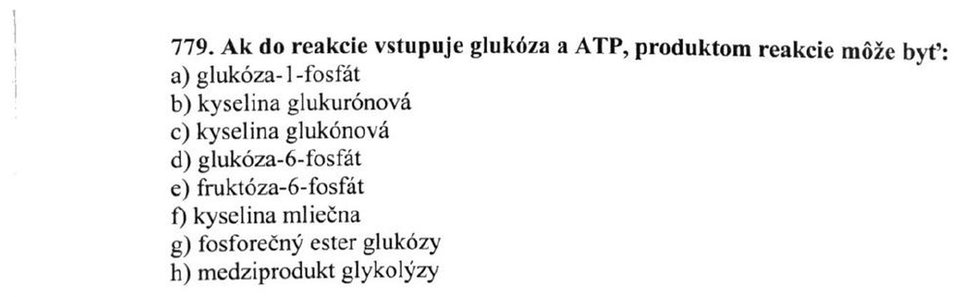 779. Ak do reakcie vstupuje glukóza a ATP, produktom reakcie môže byť:
a) glukóza-1-fosfát
b) kyselina glukurónová
c) kyselina glukónová
d) glukóza-6-fosfát
e) fruktóza-6-fosfát
f) kyselina mliečna
g) fosforečný ester glukózy
h) medziprodukt glykolýzy